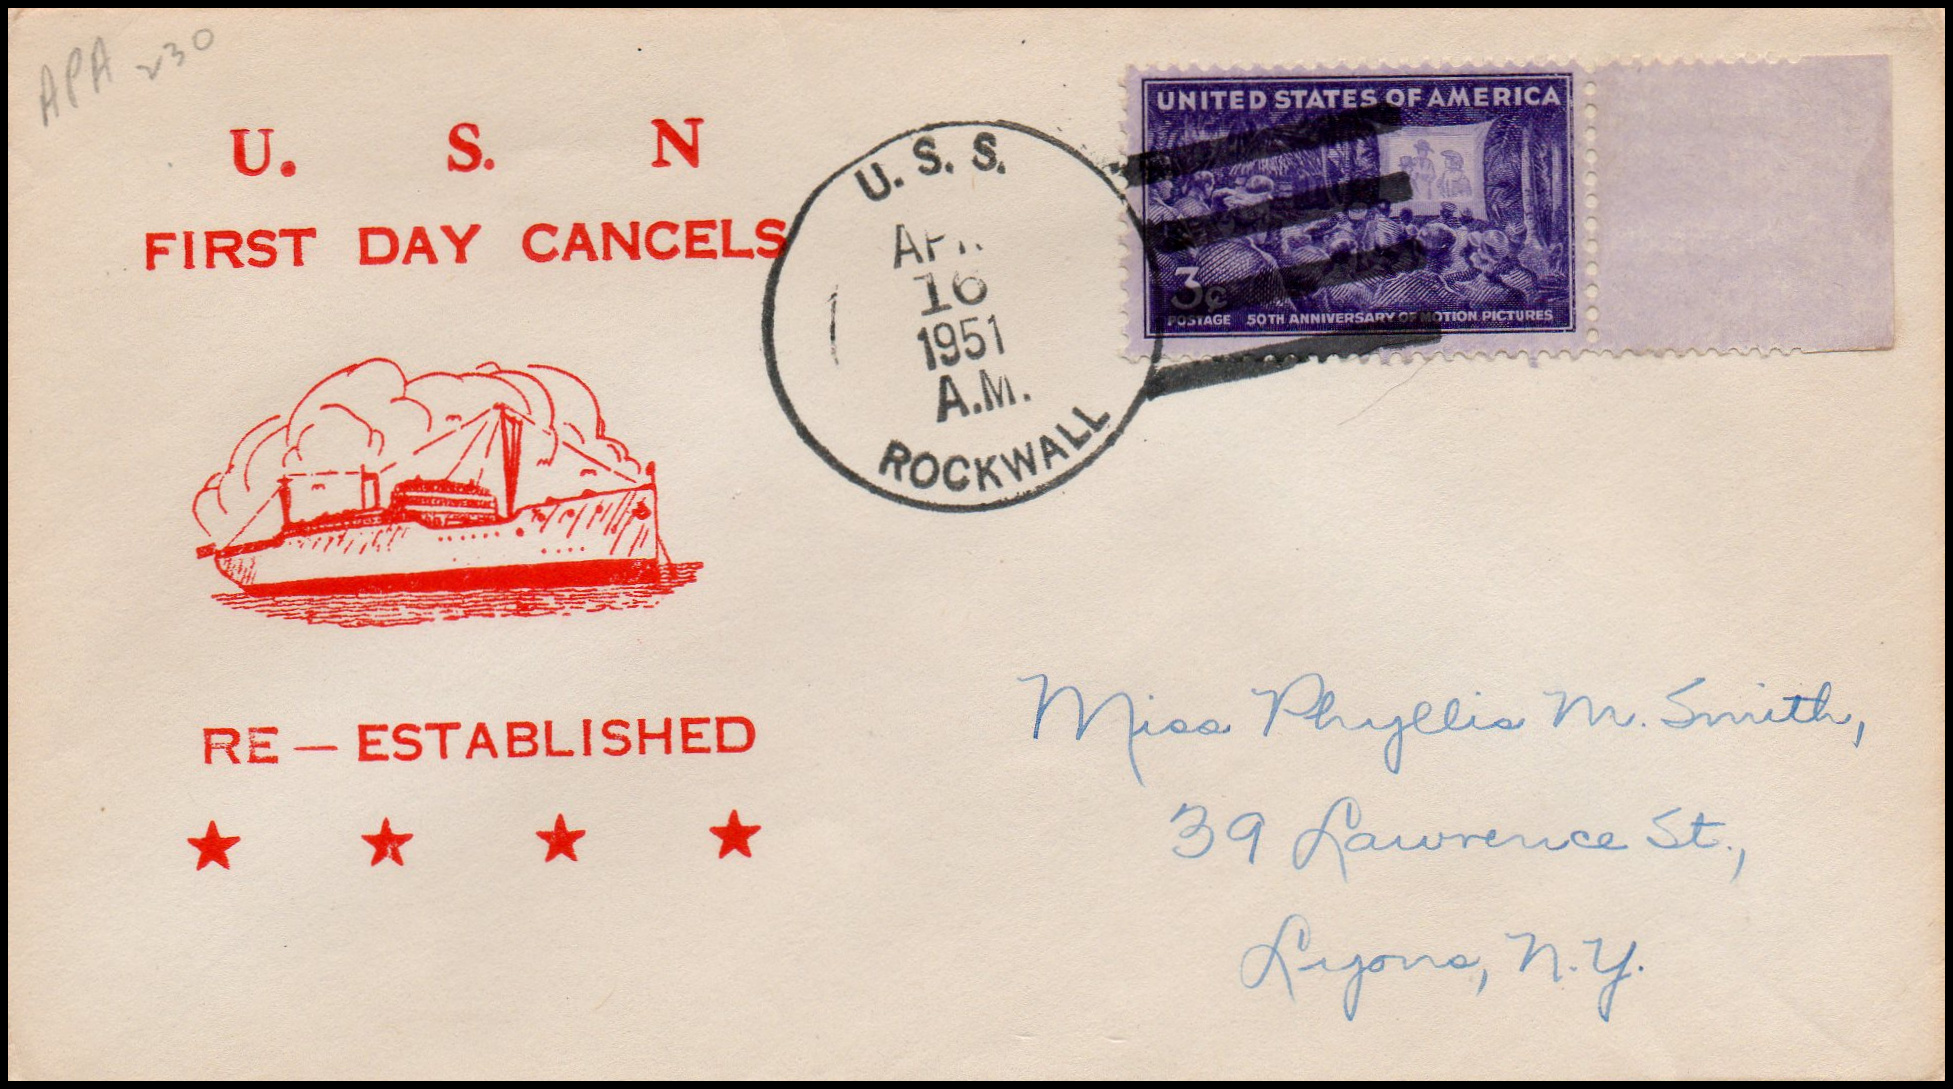 APA 230
U. S. N
FIRST DAY CANCELS
RE-ESTABLISHED
U.S.S.
APR
16
1951
A.M.
ROCKWALL
UNITED STATES OF AMERICA
3¢
POSTAGE 50TH ANNIVERSARY OF MOTION PICTURES
Miss Phyllis M. Smith,
39 Lawrence St.,
Lyons, N.Y.